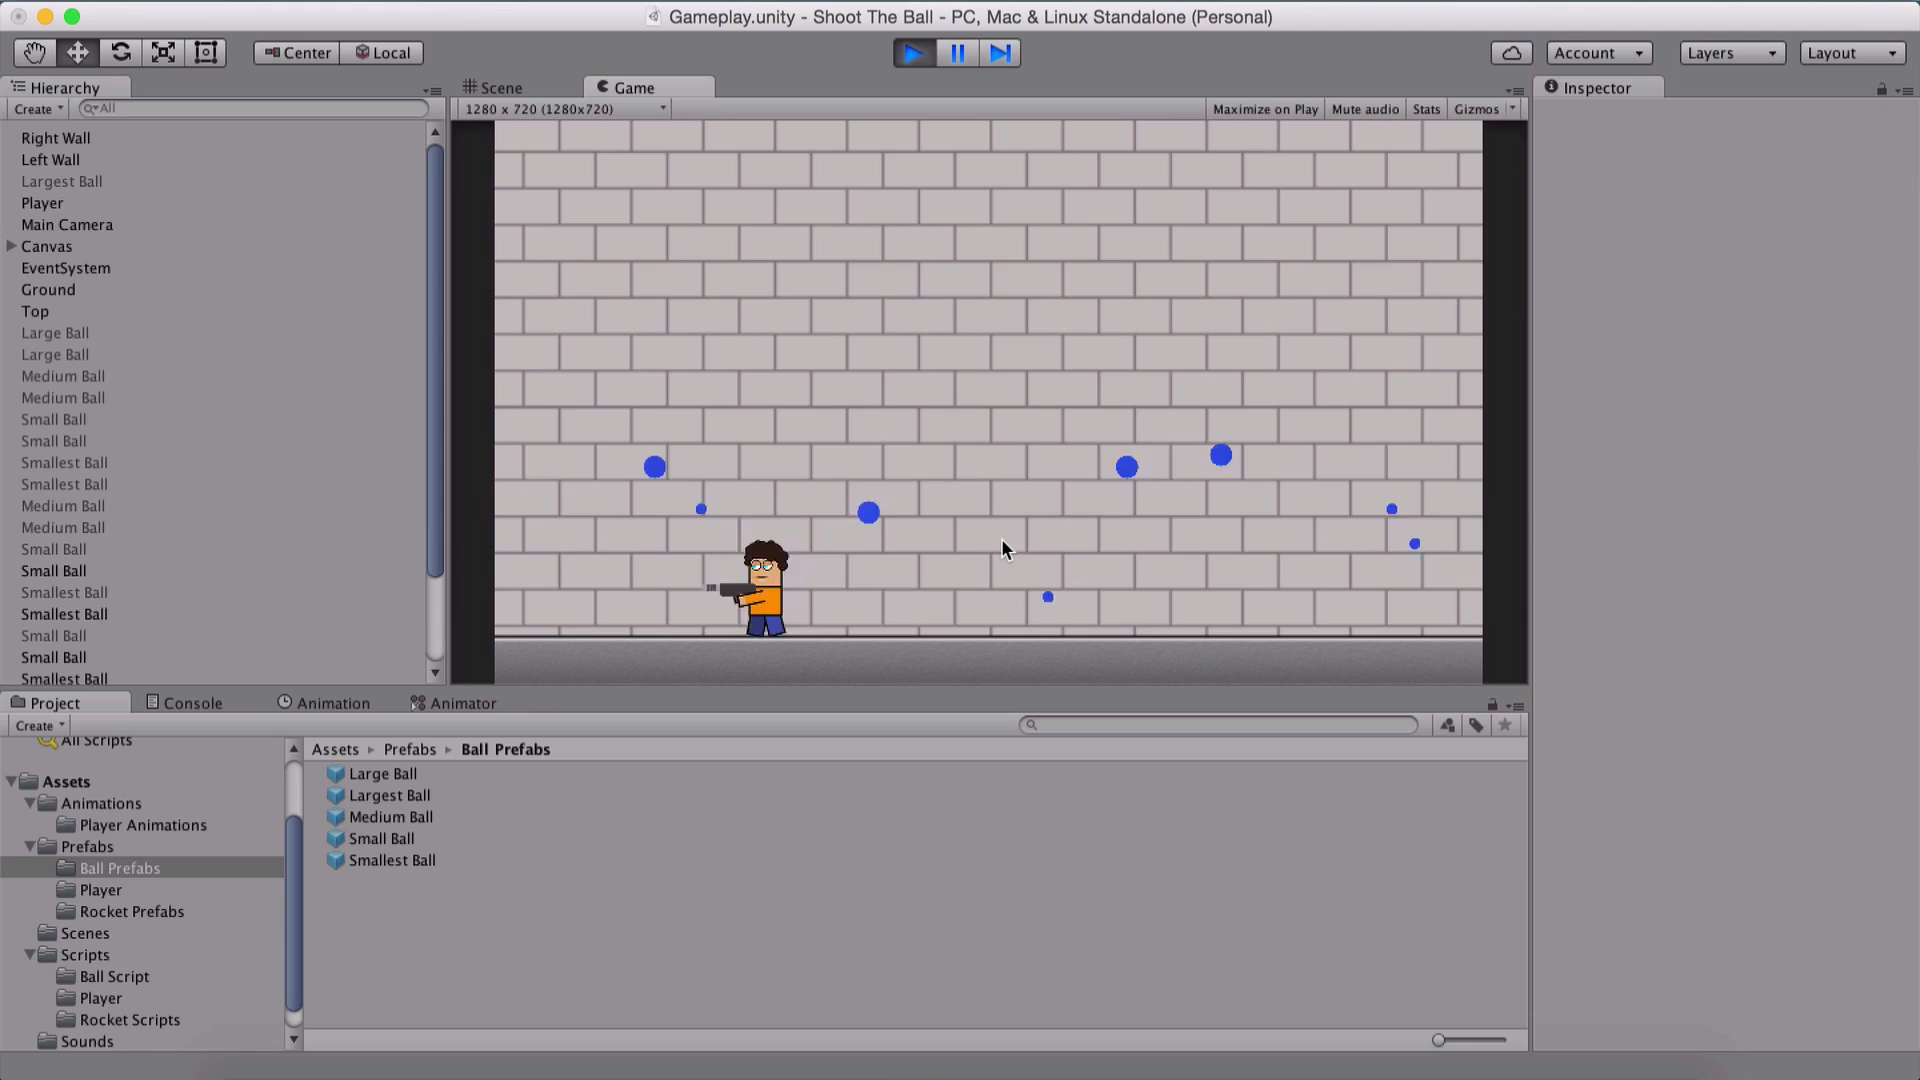 Gameplay.unity - Shoot The Ball - PC, Mac & Linux Standalone (Personal)
Center Local Account Layers Layout
Hierarchy Scene Game Inspector
Create All 1280 x 720 (1280x720) Maximize on Play Mute audio Stats Gizmos
Right Wall
Left Wall
Largest Ball
Player
Main Camera
Canvas
EventSystem
Ground
Top
Large Ball
Large Ball
Medium Ball
Medium Ball
Small Ball
Small Ball
Smallest Ball
Smallest Ball
Medium Ball
Medium Ball
Small Ball
Small Ball
Smallest Ball
Smallest Ball
Small Ball
Small Ball
Smallest Ball
Project Console Animation Animator
Create
All Scripts
Assets
Animations
Player Animations
Prefabs
Ball Prefabs
Player
Rocket Prefabs
Scenes
Scripts
Ball Script
Player
Rocket Scripts
Sounds
Assets Prefabs Ball Prefabs
Large Ball
Largest Ball
Medium Ball
Small Ball
Smallest Ball